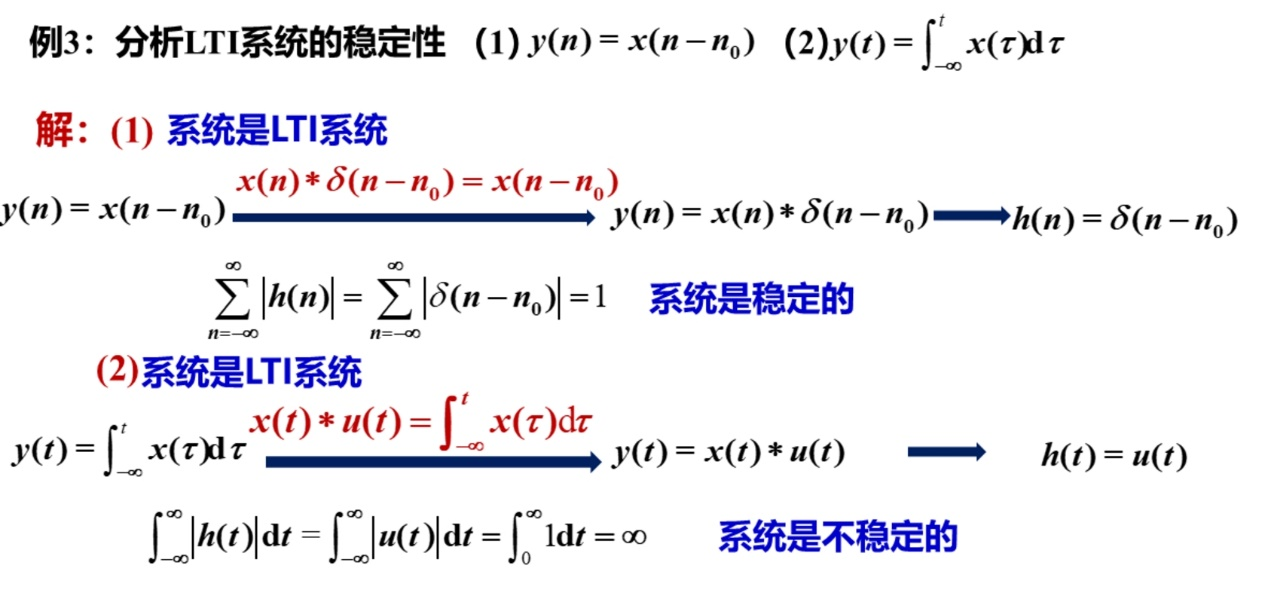 例3：分析LTI系统的稳定性 (1) y(n) = x(n − n₀) (2) y(t) = ∫_{−∞}^{t} x(τ)dτ
解：(1) 系统是LTI系统
x(n) * δ(n − n₀) = x(n − n₀)
y(n) = x(n − n₀) y(n) = x(n) * δ(n − n₀) h(n) = δ(n − n₀)
∑_{n=−∞}^{∞} |h(n)| = ∑_{n=−∞}^{∞} |δ(n − n₀)| = 1 系统是稳定的
(2)系统是LTI系统
x(t) * u(t) = ∫_{−∞}^{t} x(τ)dτ
y(t) = ∫_{−∞}^{t} x(τ)dτ y(t) = x(t) * u(t) h(t) = u(t)
∫_{−∞}^{∞} |h(t)|dt = ∫_{−∞}^{∞} |u(t)|dt = ∫_{0}^{∞} 1dt = ∞ 系统是不稳定的